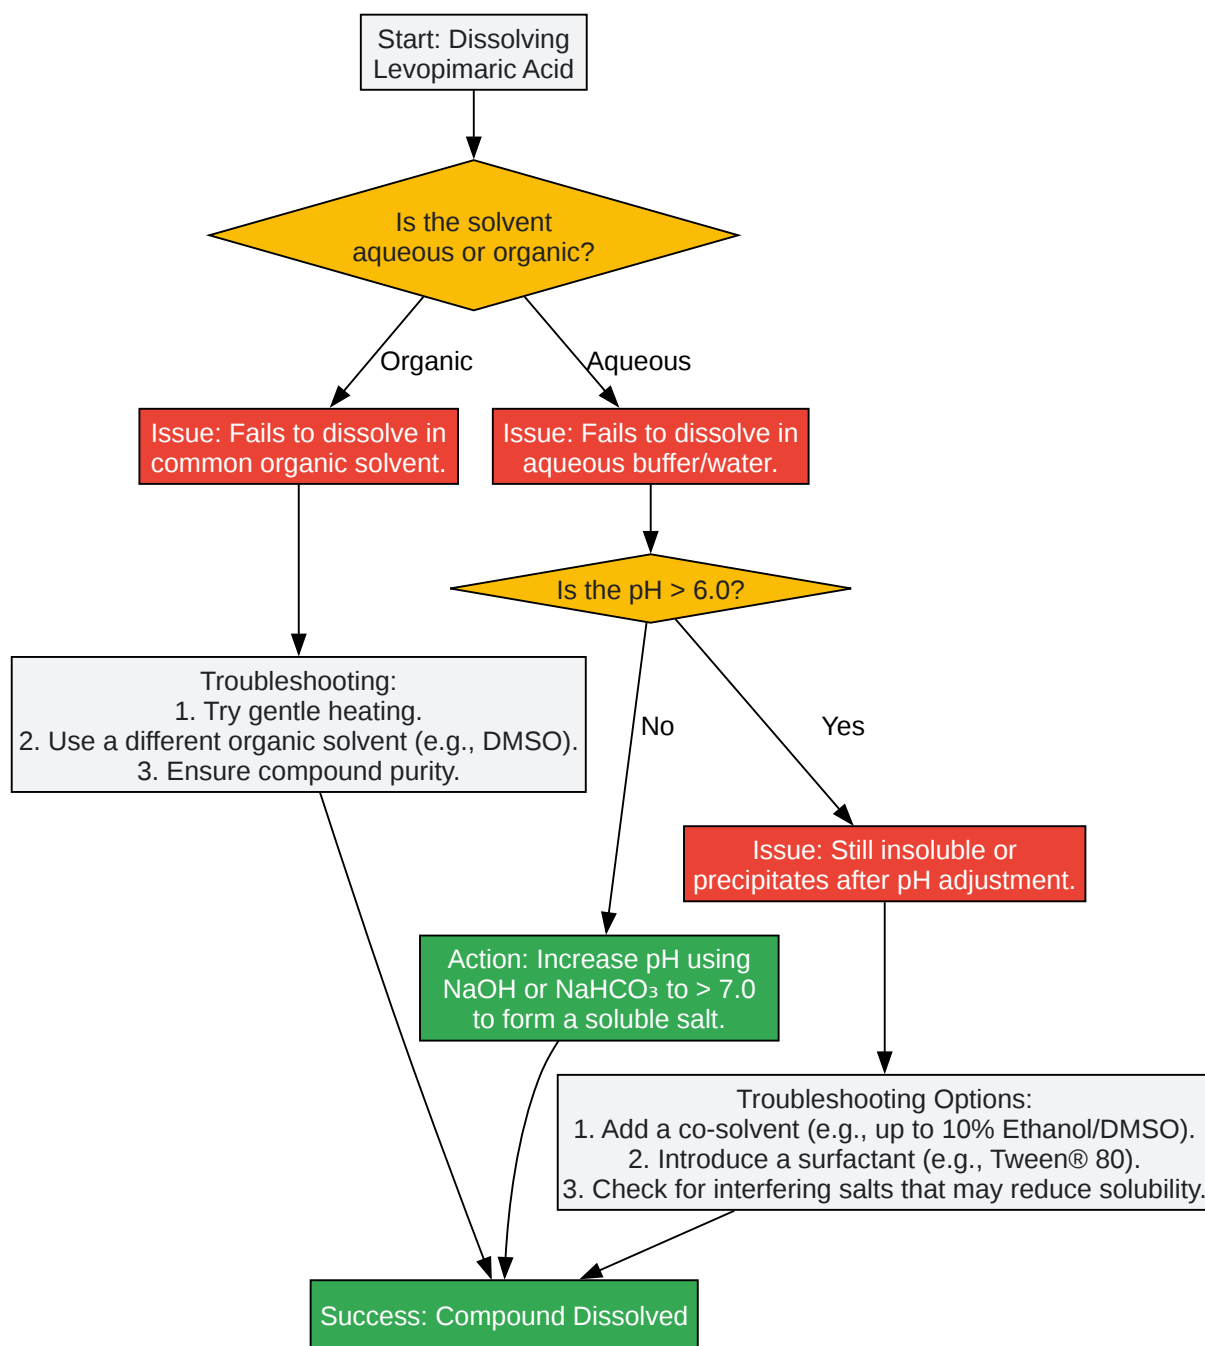 Start: Dissolving
Levopimaric Acid
Is the solvent
aqueous or organic?
Organic
Aqueous
Issue: Fails to dissolve in
common organic solvent.
Issue: Fails to dissolve in
aqueous buffer/water.
Is the pH > 6.0?
Troubleshooting:
1. Try gentle heating.
2. Use a different organic solvent (e.g., DMSO).
3. Ensure compound purity.
No
Yes
Issue: Still insoluble or
precipitates after pH adjustment.
Action: Increase pH using
NaOH or NaHCO₃ to > 7.0
to form a soluble salt.
Troubleshooting Options:
1. Add a co-solvent (e.g., up to 10% Ethanol/DMSO).
2. Introduce a surfactant (e.g., Tween® 80).
3. Check for interfering salts that may reduce solubility.
Success: Compound Dissolved